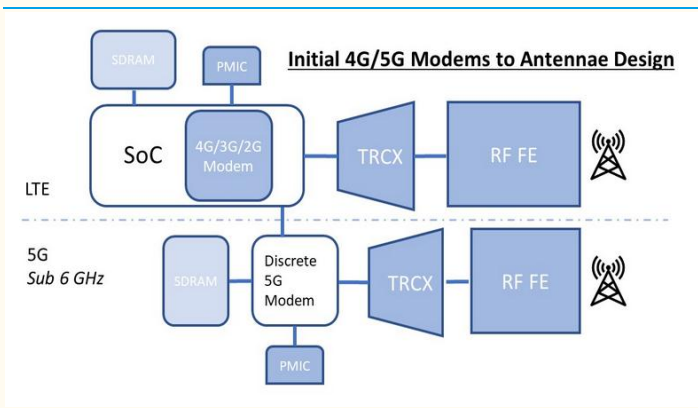 Initial 4G/5G Modems to Antennae Design
SDRAM
PMIC
SoC
4G/3G/2G
Modem
TRCX
RF FE
LTE
5G
Sub 6 GHz
SDRAM
Discrete
5G
Modem
TRCX
RF FE
PMIC